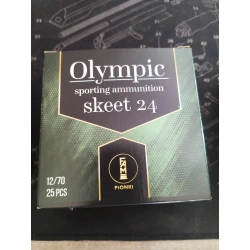 Olympic
sporting ammunition
skeet 24
12/70
25 PCS
PIONKI